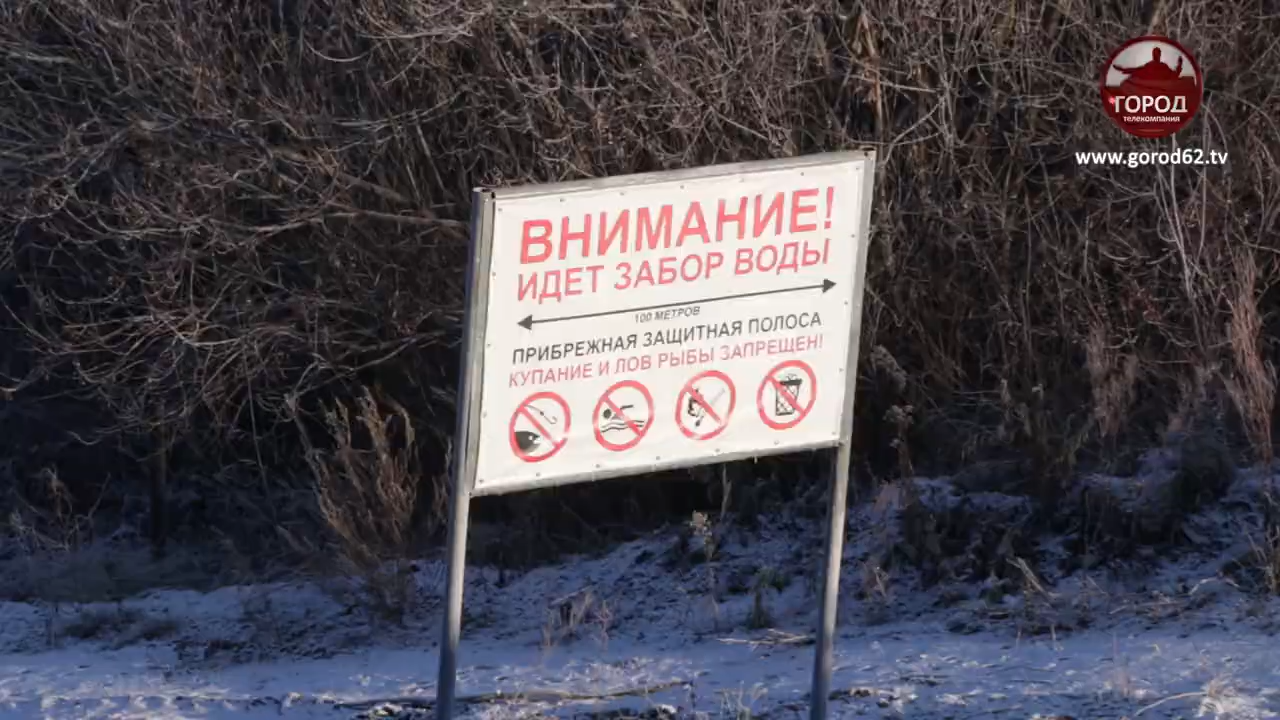 ГОРОД
телекомпания
www.gorod62.tv
ВНИМАНИЕ!
ИДЕТ ЗАБОР ВОДЫ
100 МЕТРОВ
ПРИБРЕЖНАЯ ЗАЩИТНАЯ ПОЛОСА
КУПАНИЕ И ЛОВ РЫБЫ ЗАПРЕЩЕН!